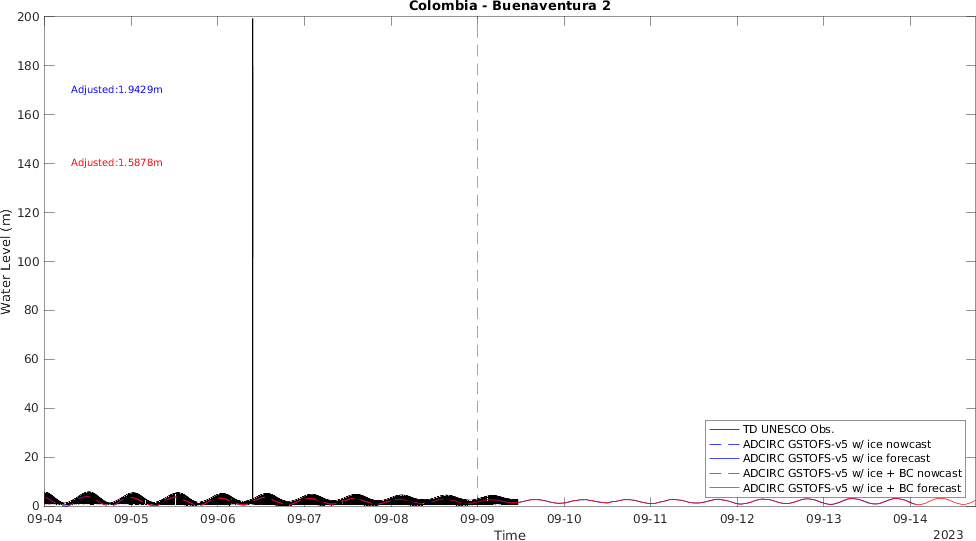 Colombia - Buenaventura 2
200
180
160
140
120
100
80
60
40
20
0
Water Level (m)
Adjusted:1.9429m
Adjusted:1.5878m
TD UNESCO Obs.
ADCIRC GSTOFS-v5 w/ ice nowcast
ADCIRC GSTOFS-v5 w/ ice forecast
ADCIRC GSTOFS-v5 w/ ice + BC nowcast
ADCIRC GSTOFS-v5 w/ ice + BC forecast
09-04 09-05 09-06 09-07 09-08 09-09 09-10 09-11 09-12 09-13 09-14
Time
2023